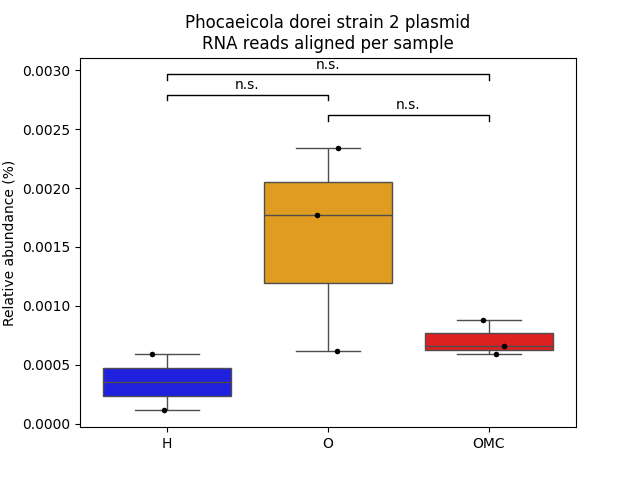 Phocaeicola dorei strain 2 plasmid
RNA reads aligned per sample
n.s.
n.s.
n.s.
Relative abundance (%)
0.0030
0.0025
0.0020
0.0015
0.0010
0.0005
0.0000
H
O
OMC